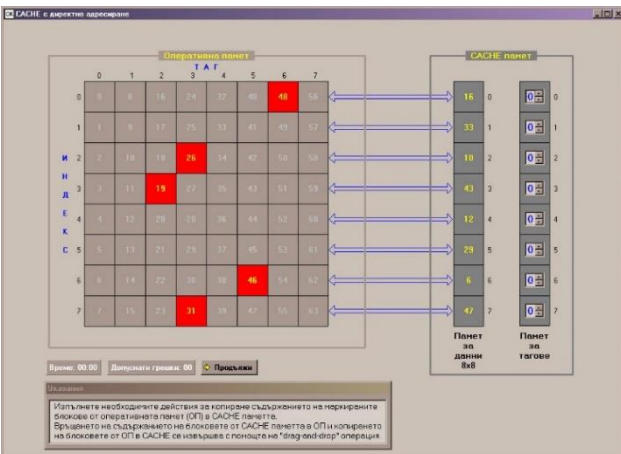 CACHE с директно адресиране
Оперативна памет
CACHE памет
Т А Г
0 1 2 3 4 5 6 7
0 0 8 16 24 32 40 48 56 16 0 0 0
1 1 9 17 25 33 41 49 57 33 1 0 1
И 2 2 10 18 26 34 42 50 58 10 2 0 2
Н
Д 3 3 11 19 27 35 43 51 59 43 3 0 3
Е
К 4 4 12 20 28 36 44 52 60 12 4 0 4
С 5 5 13 21 29 37 45 53 61 29 5 0 5
6 6 14 22 30 38 46 54 62 6 6 0 6
7 7 15 23 31 39 47 55 63 47 7 0 7
Памет за данни 8x8
Памет за тагове
Време: 00:00 Допуснати грешки: 00 Продължи
Указания
Изпълнете необходимите действия за копиране съдържанието на маркираните
блокове от оперативната памет (ОП) в CACHE паметта.
Връщането на съдържанието на блоковете от CACHE паметта в ОП и копирането
на блоковете от ОП в CACHE се извършва с помощта на "drag-and-drop" операция